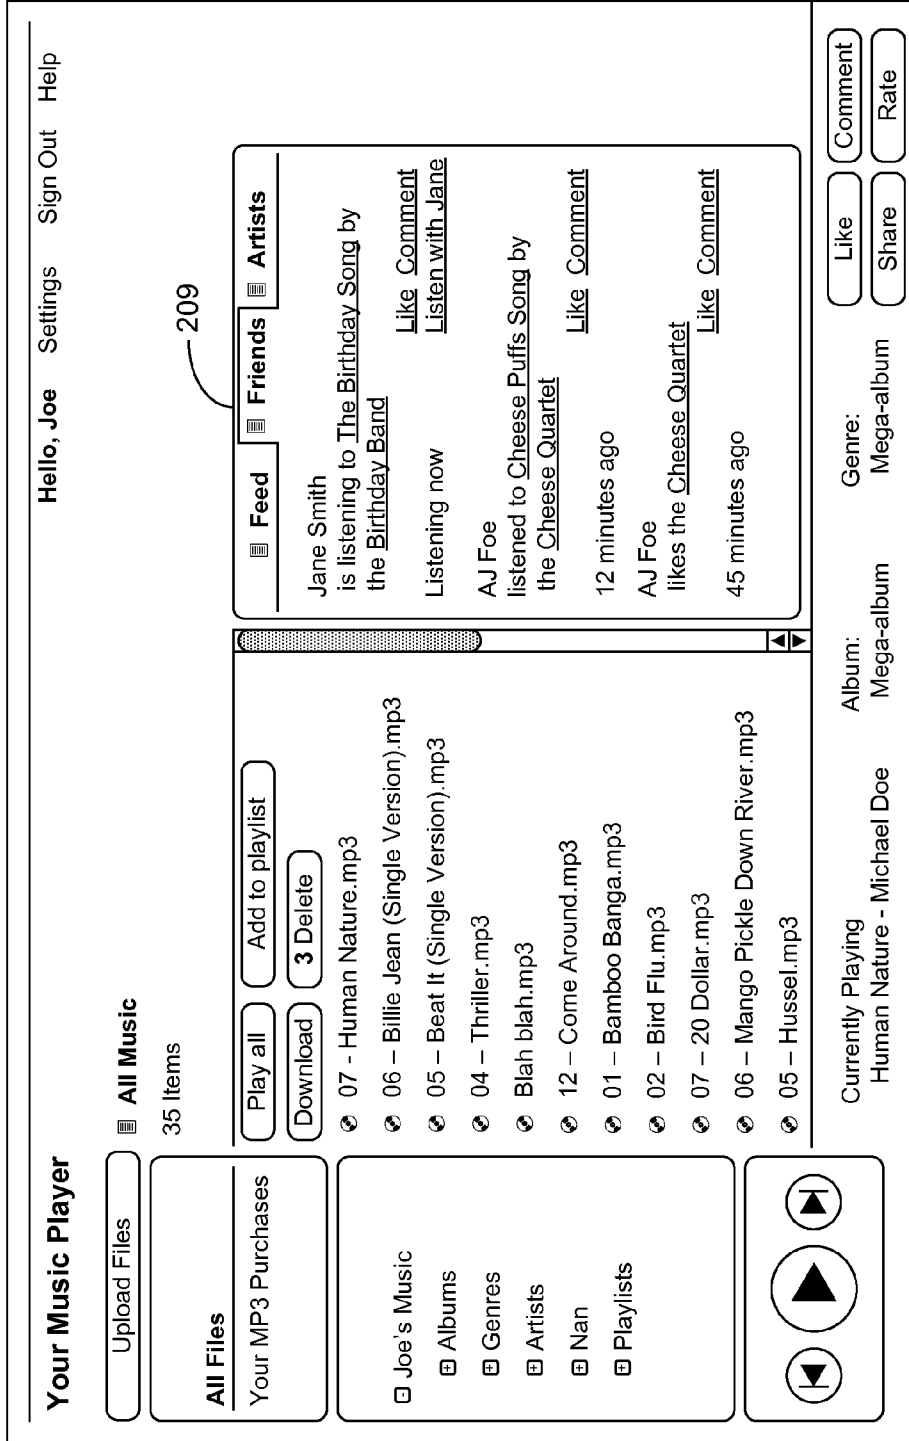 Your Music Player
Hello, Joe Settings Sign Out Help
Upload Files
All Files
Your MP3 Purchases
Joe's Music
Albums
Genres
Artists
Nan
Playlists
All Music
35 Items
Play all Add to playlist
Download 3 Delete
07 - Human Nature.mp3
06 – Billie Jean (Single Version).mp3
05 – Beat It (Single Version).mp3
04 – Thriller.mp3
Blah blah.mp3
12 – Come Around.mp3
01 – Bamboo Banga.mp3
02 – Bird Flu.mp3
07 – 20 Dollar.mp3
06 – Mango Pickle Down River.mp3
05 – Hussel.mp3
209
Feed Friends Artists
Jane Smith
is listening to The Birthday Song by
the Birthday Band
Like Comment
Listening now Listen with Jane
AJ Foe
listened to Cheese Puffs Song by
the Cheese Quartet
Like Comment
12 minutes ago
AJ Foe
likes the Cheese Quartet
Like Comment
45 minutes ago
Currently Playing
Human Nature - Michael Doe
Album:
Mega-album
Genre:
Mega-album
Like Comment
Share Rate